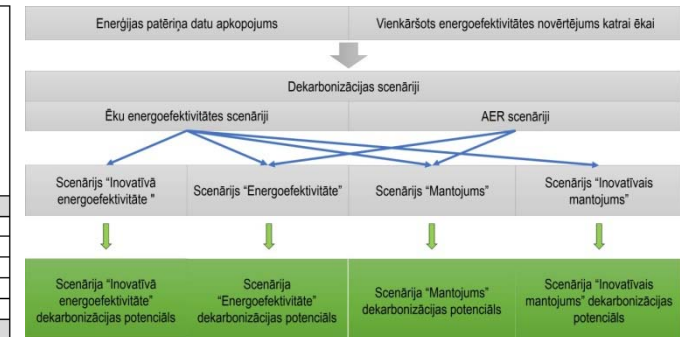 Enerģijas patēriņa datu apkopojums
Vienkāršots energoefektivitātes novērtējums katrai ēkai
Dekarbonizācijas scenāriji
Ēku energoefektivitātes scenāriji
AER scenāriji
Scenārijs "Inovatīvā
energoefektivitāte "
Scenārijs "Energoefektivitāte"
Scenārijs "Mantojums"
Scenārijs "Inovatīvais
mantojums"
Scenārija "Inovatīvā
energoefektivitāte"
dekarbonizācijas potenciāls
Scenārija
"Energoefektivitāte"
dekarbonizācijas potenciāls
Scenārija "Mantojums"
dekarbonizācijas potenciāls
Scenārija "Inovatīvais
mantojums" dekarbonizācijas
potenciāls